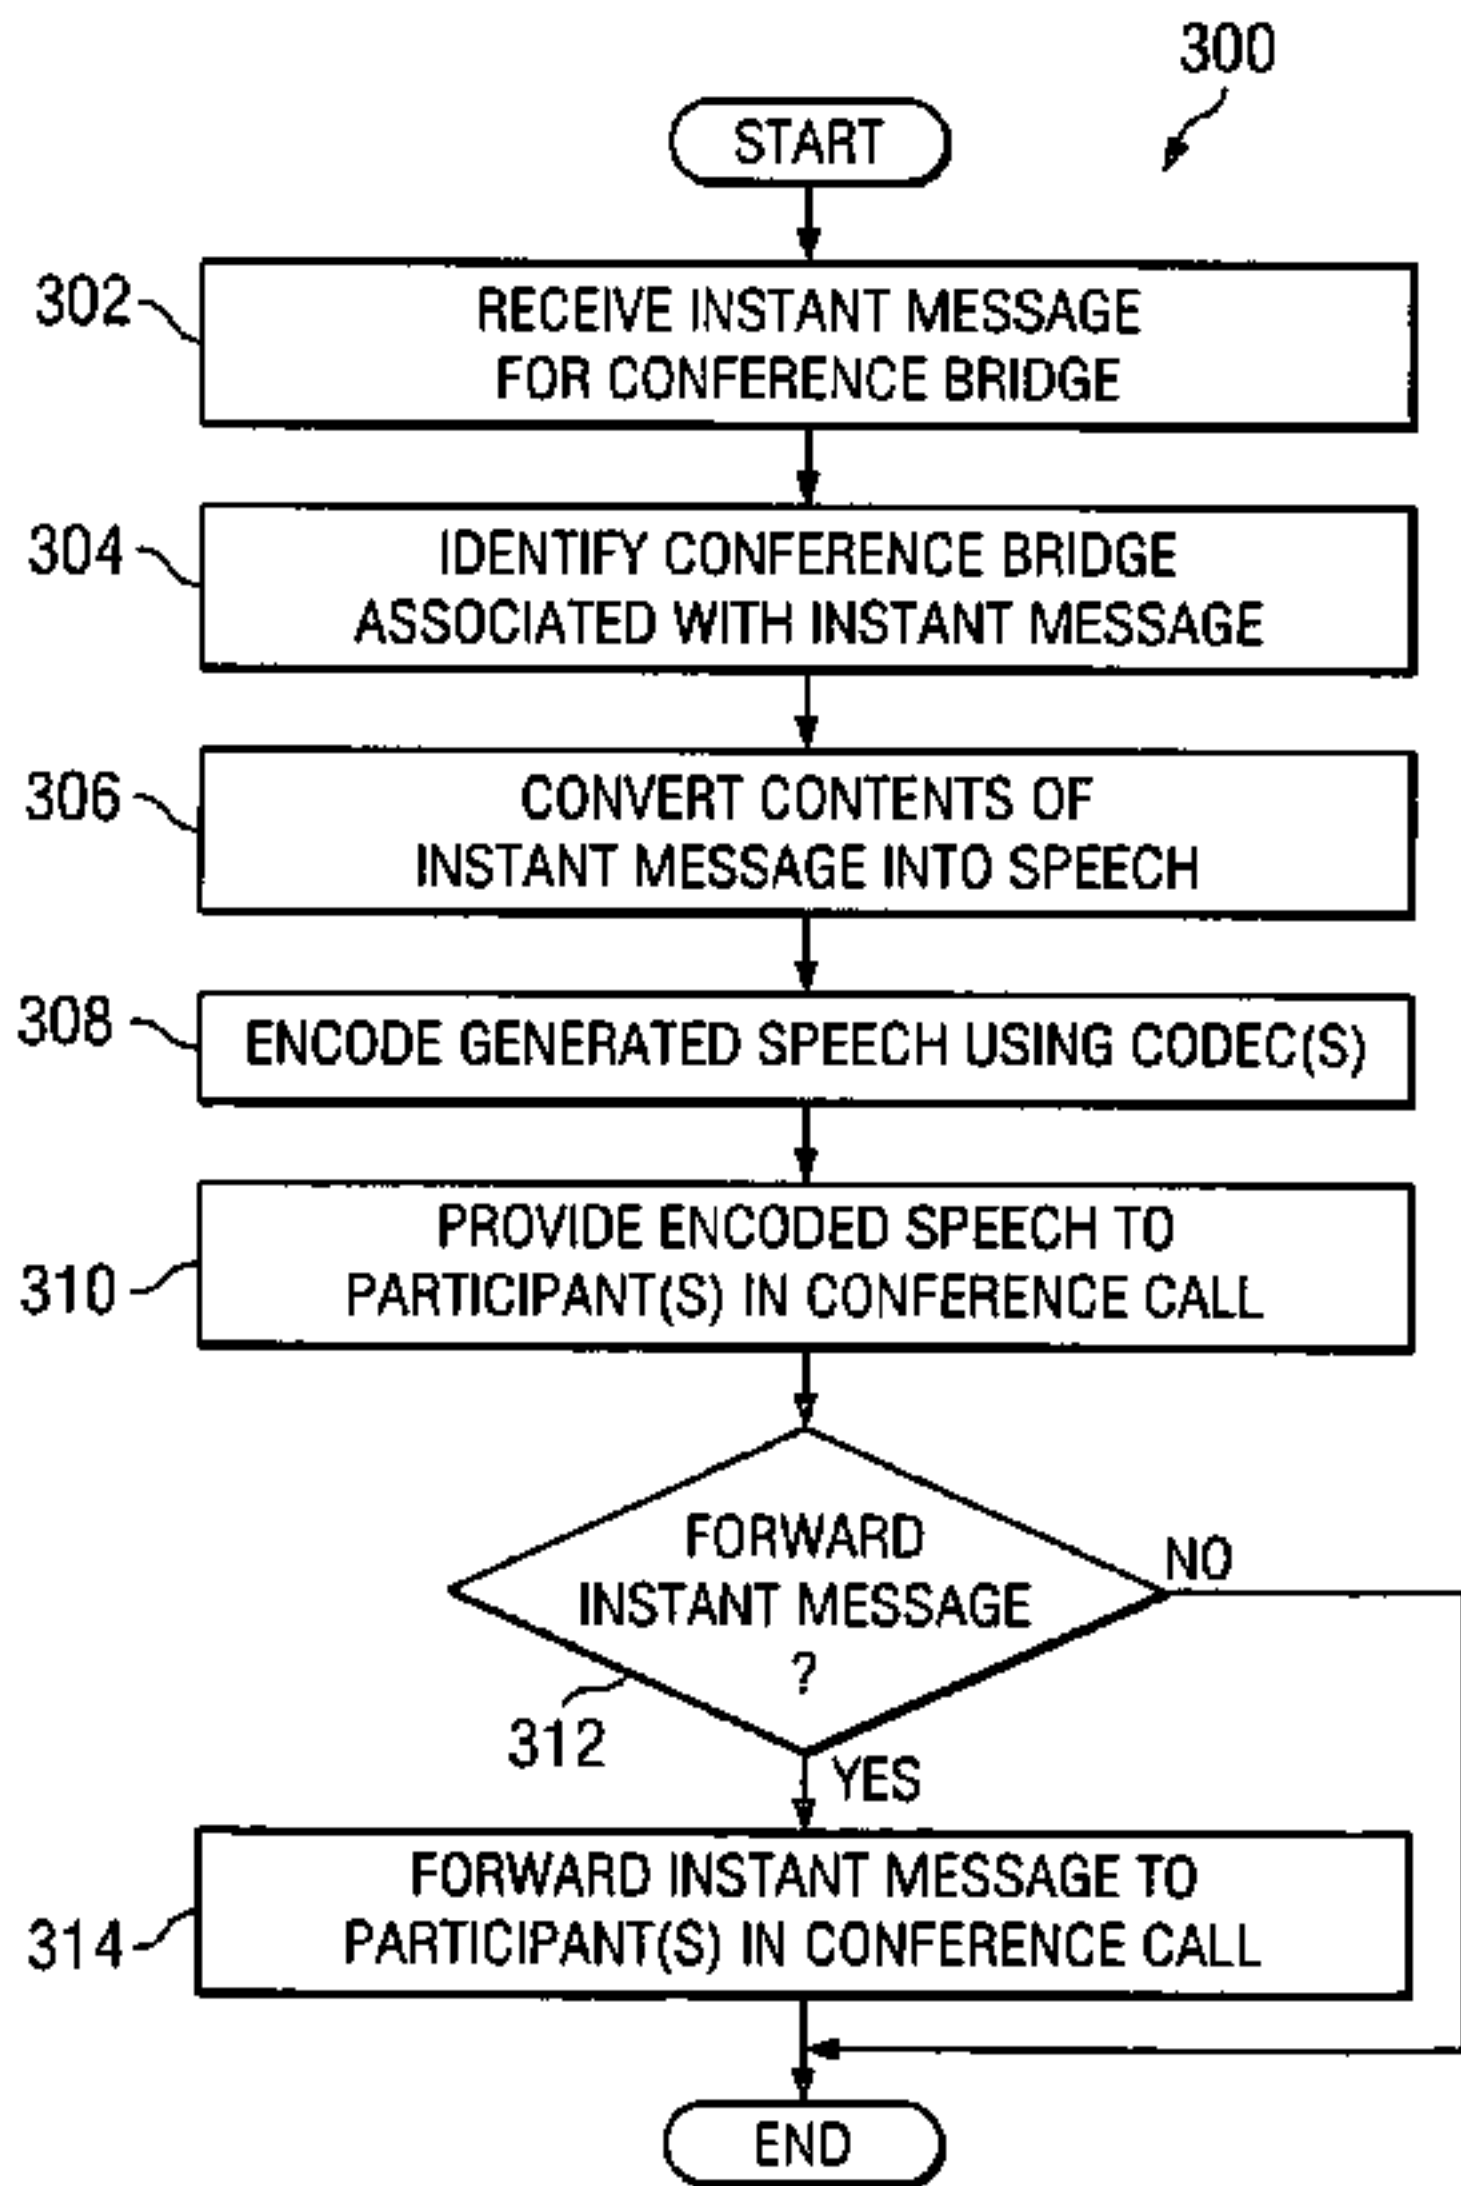 300
START
302
RECEIVE INSTANT MESSAGE
FOR CONFERENCE BRIDGE
304
IDENTIFY CONFERENCE BRIDGE
ASSOCIATED WITH INSTANT MESSAGE
306
CONVERT CONTENTS OF
INSTANT MESSAGE INTO SPEECH
308
ENCODE GENERATED SPEECH USING CODEC(S)
310
PROVIDE ENCODED SPEECH TO
PARTICIPANT(S) IN CONFERENCE CALL
FORWARD
INSTANT MESSAGE
?
NO
312
YES
314
FORWARD INSTANT MESSAGE TO
PARTICIPANT(S) IN CONFERENCE CALL
END